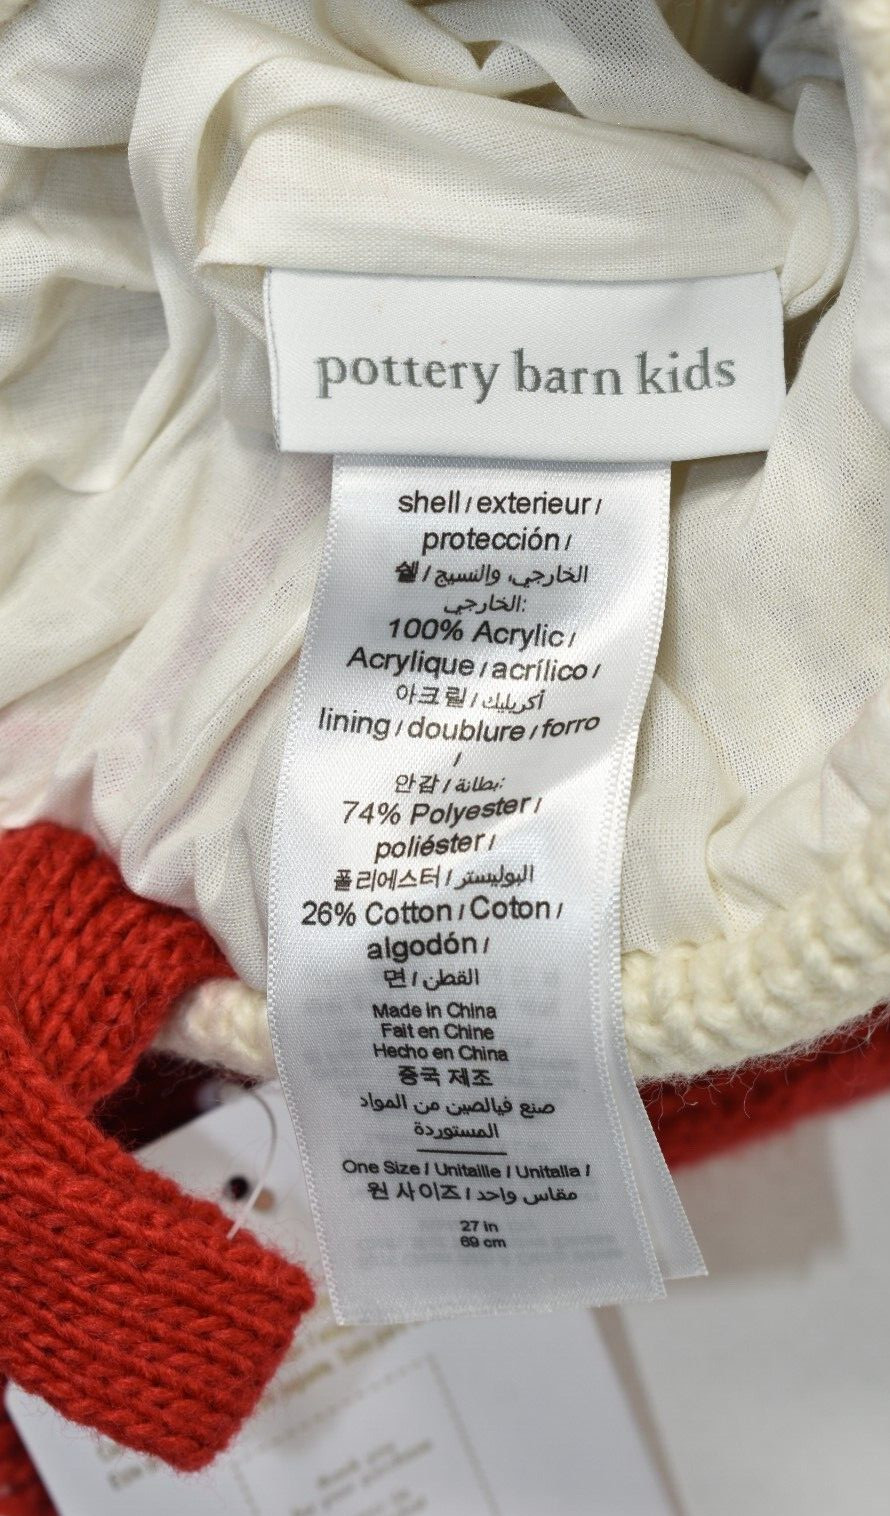 pottery barn kids
shell / exterieur /
protección /
쉘 / الخارجي، والنسيج
الخارجي:
100% Acrylic /
Acrylique / acrílico /
아크릴 / أكريليك
lining / doublure / forro
/
안감 / بطانة:
74% Polyester /
poliéster /
폴리에스터 / البوليستر
26% Cotton / Coton /
algodón /
면 / القطن
Made in China
Fait en Chine
Hecho en China
중국 제조
صنع فيالصين من المواد
المستوردة
One Size / Unitaille / Unitalla /
원 사이즈 / مقاس واحد
27 in
69 cm